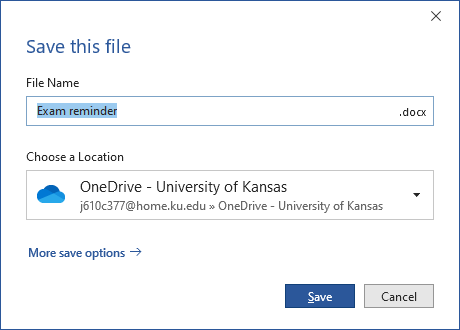 Save this file
File Name
Exam reminder .docx
Choose a Location
OneDrive - University of Kansas
j610c377@home.ku.edu » OneDrive - University of Kansas
More save options →
Save Cancel